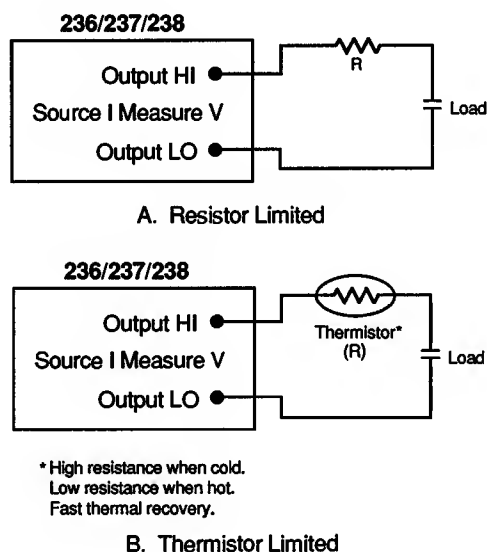 236/237/238
Output HI
R
Source I Measure V
Load
Output LO
A. Resistor Limited
236/237/238
Output HI
Thermistor*
(R)
Source I Measure V
Load
Output LO
* High resistance when cold.
Low resistance when hot.
Fast thermal recovery.
B. Thermistor Limited